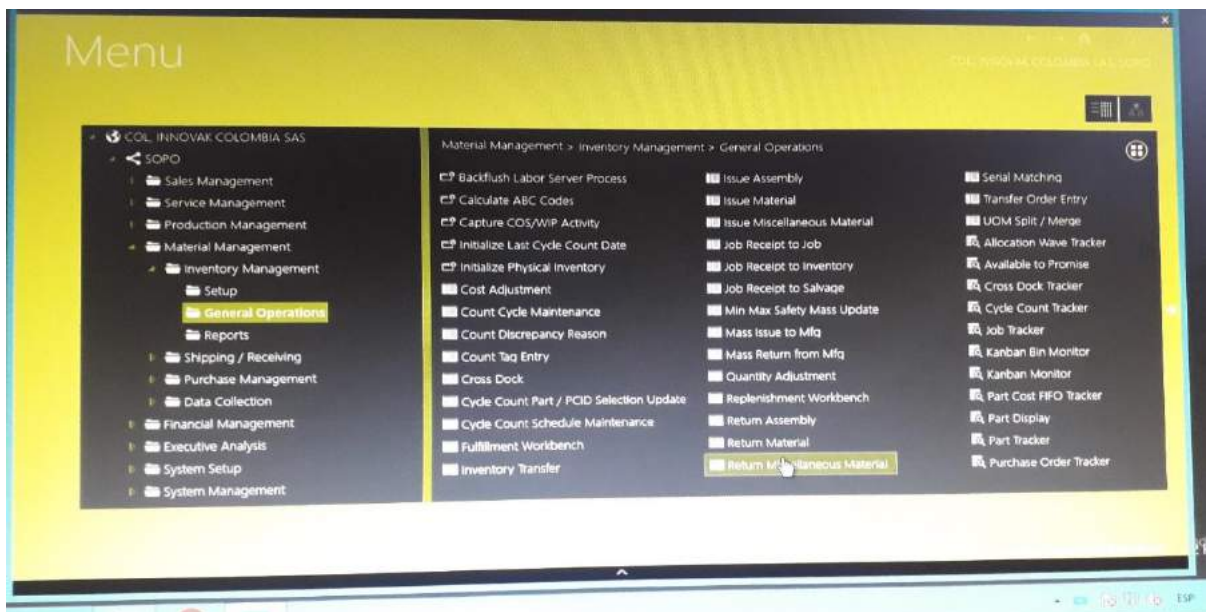 Menu
COL, INNOVAK COLOMBIA SAS, SOPO
COL, INNOVAK COLOMBIA SAS
SOPO
Sales Management
Service Management
Production Management
Material Management
Inventory Management
Setup
General Operations
Reports
Shipping / Receiving
Purchase Management
Data Collection
Financial Management
Executive Analysis
System Setup
System Management
Material Management > Inventory Management > General Operations
Backflush Labor Server Process
Calculate ABC Codes
Capture COS/WIP Activity
Initialize Last Cycle Count Date
Initialize Physical Inventory
Cost Adjustment
Count Cycle Maintenance
Count Discrepancy Reason
Count Tag Entry
Cross Dock
Cycle Count Part / PCID Selection Update
Cycle Count Schedule Maintenance
Fulfillment Workbench
Inventory Transfer
Issue Assembly
Issue Material
Issue Miscellaneous Material
Job Receipt to Job
Job Receipt to Inventory
Job Receipt to Salvage
Min Max Safety Mass Update
Mass Issue to Mfg
Mass Return from Mfg
Quantity Adjustment
Replenishment Workbench
Return Assembly
Return Material
Return Miscellaneous Material
Serial Matching
Transfer Order Entry
UOM Split / Merge
Allocation Wave Tracker
Available to Promise
Cross Dock Tracker
Cycle Count Tracker
Job Tracker
Kanban Bin Monitor
Kanban Monitor
Part Cost FIFO Tracker
Part Display
Part Tracker
Purchase Order Tracker
ESP